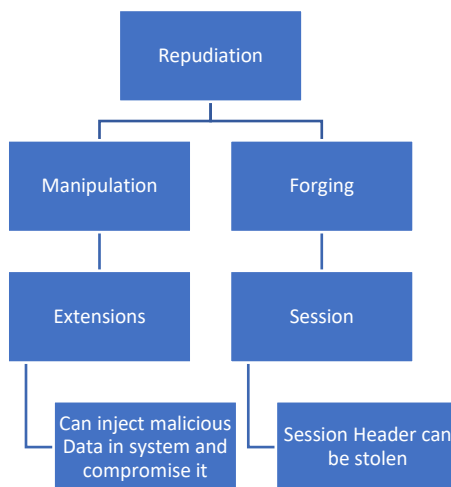 Repudiation
Manipulation
Forging
Extensions
Session
Can inject malicious
Data in system and
compromise it
Session Header can
be stolen